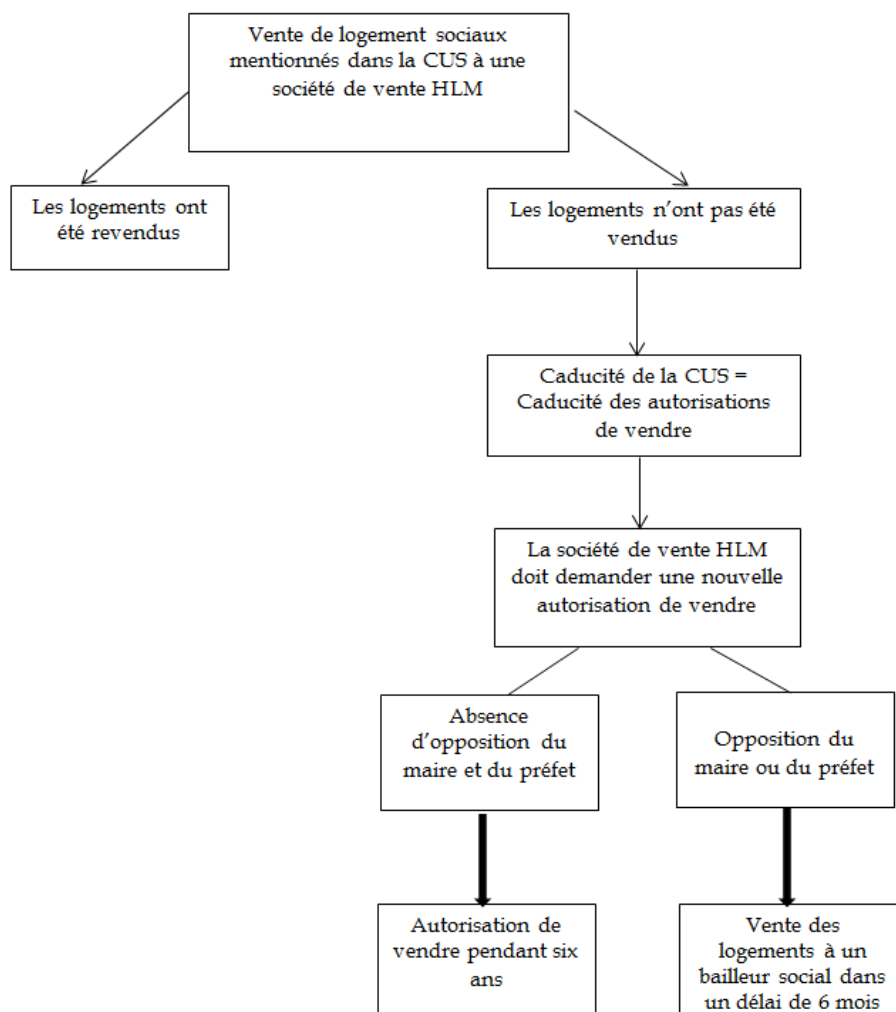 Vente de logement sociaux
mentionnés dans la CUS à une
société de vente HLM
Les logements ont
été revendus
Les logements n’ont pas été
vendus
Caducité de la CUS =
Caducité des autorisations
de vendre
La société de vente HLM
doit demander une nouvelle
autorisation de vendre
Absence
d’opposition du
maire et du préfet
Opposition du
maire ou du préfet
Autorisation de
vendre pendant six
ans
Vente des
logements à un
bailleur social dans
un délai de 6 mois